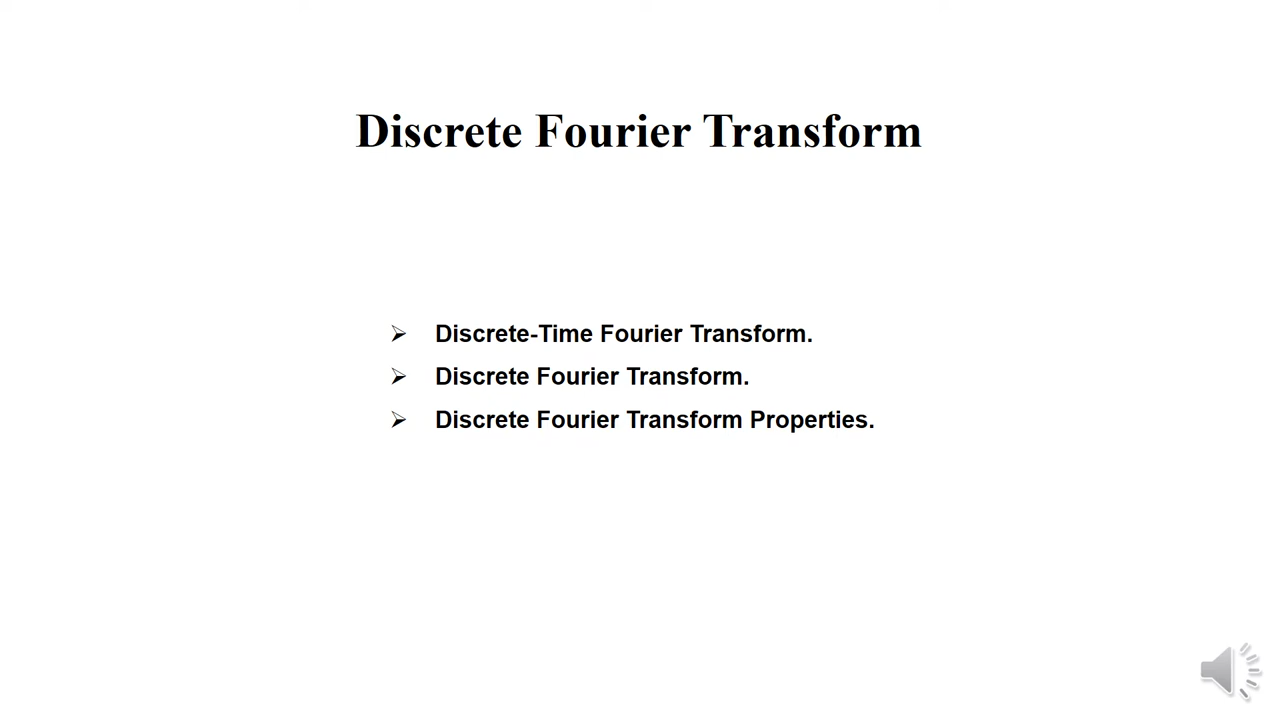 Discrete Fourier Transform
➢ Discrete-Time Fourier Transform.
➢ Discrete Fourier Transform.
➢ Discrete Fourier Transform Properties.